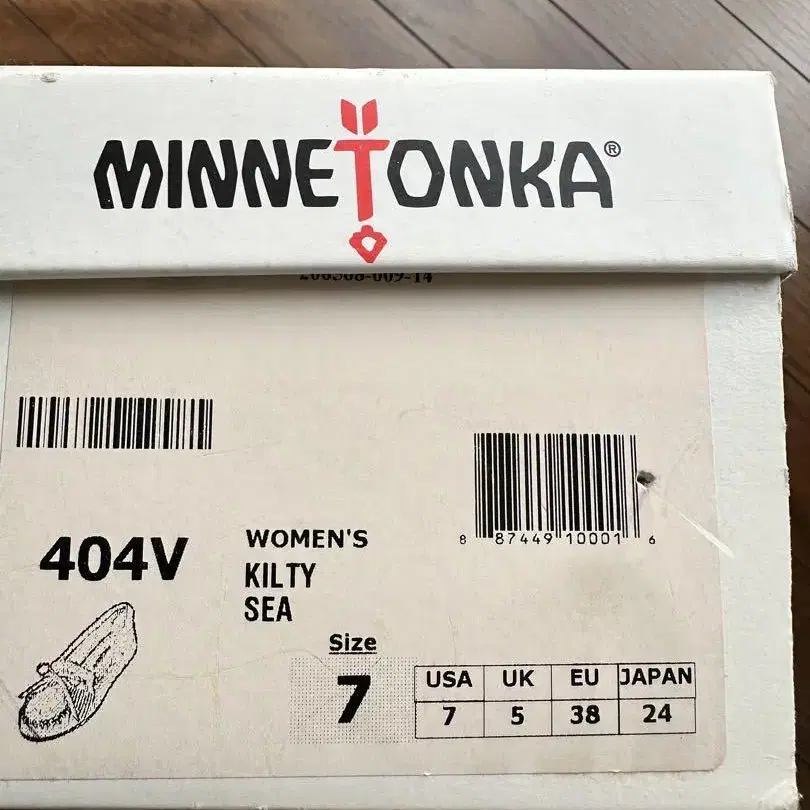 MINNETONKA®
404V
WOMEN'S
KILTY
SEA
8 87449 10001 6
Size
7
USA UK EU JAPAN
7 5 38 24